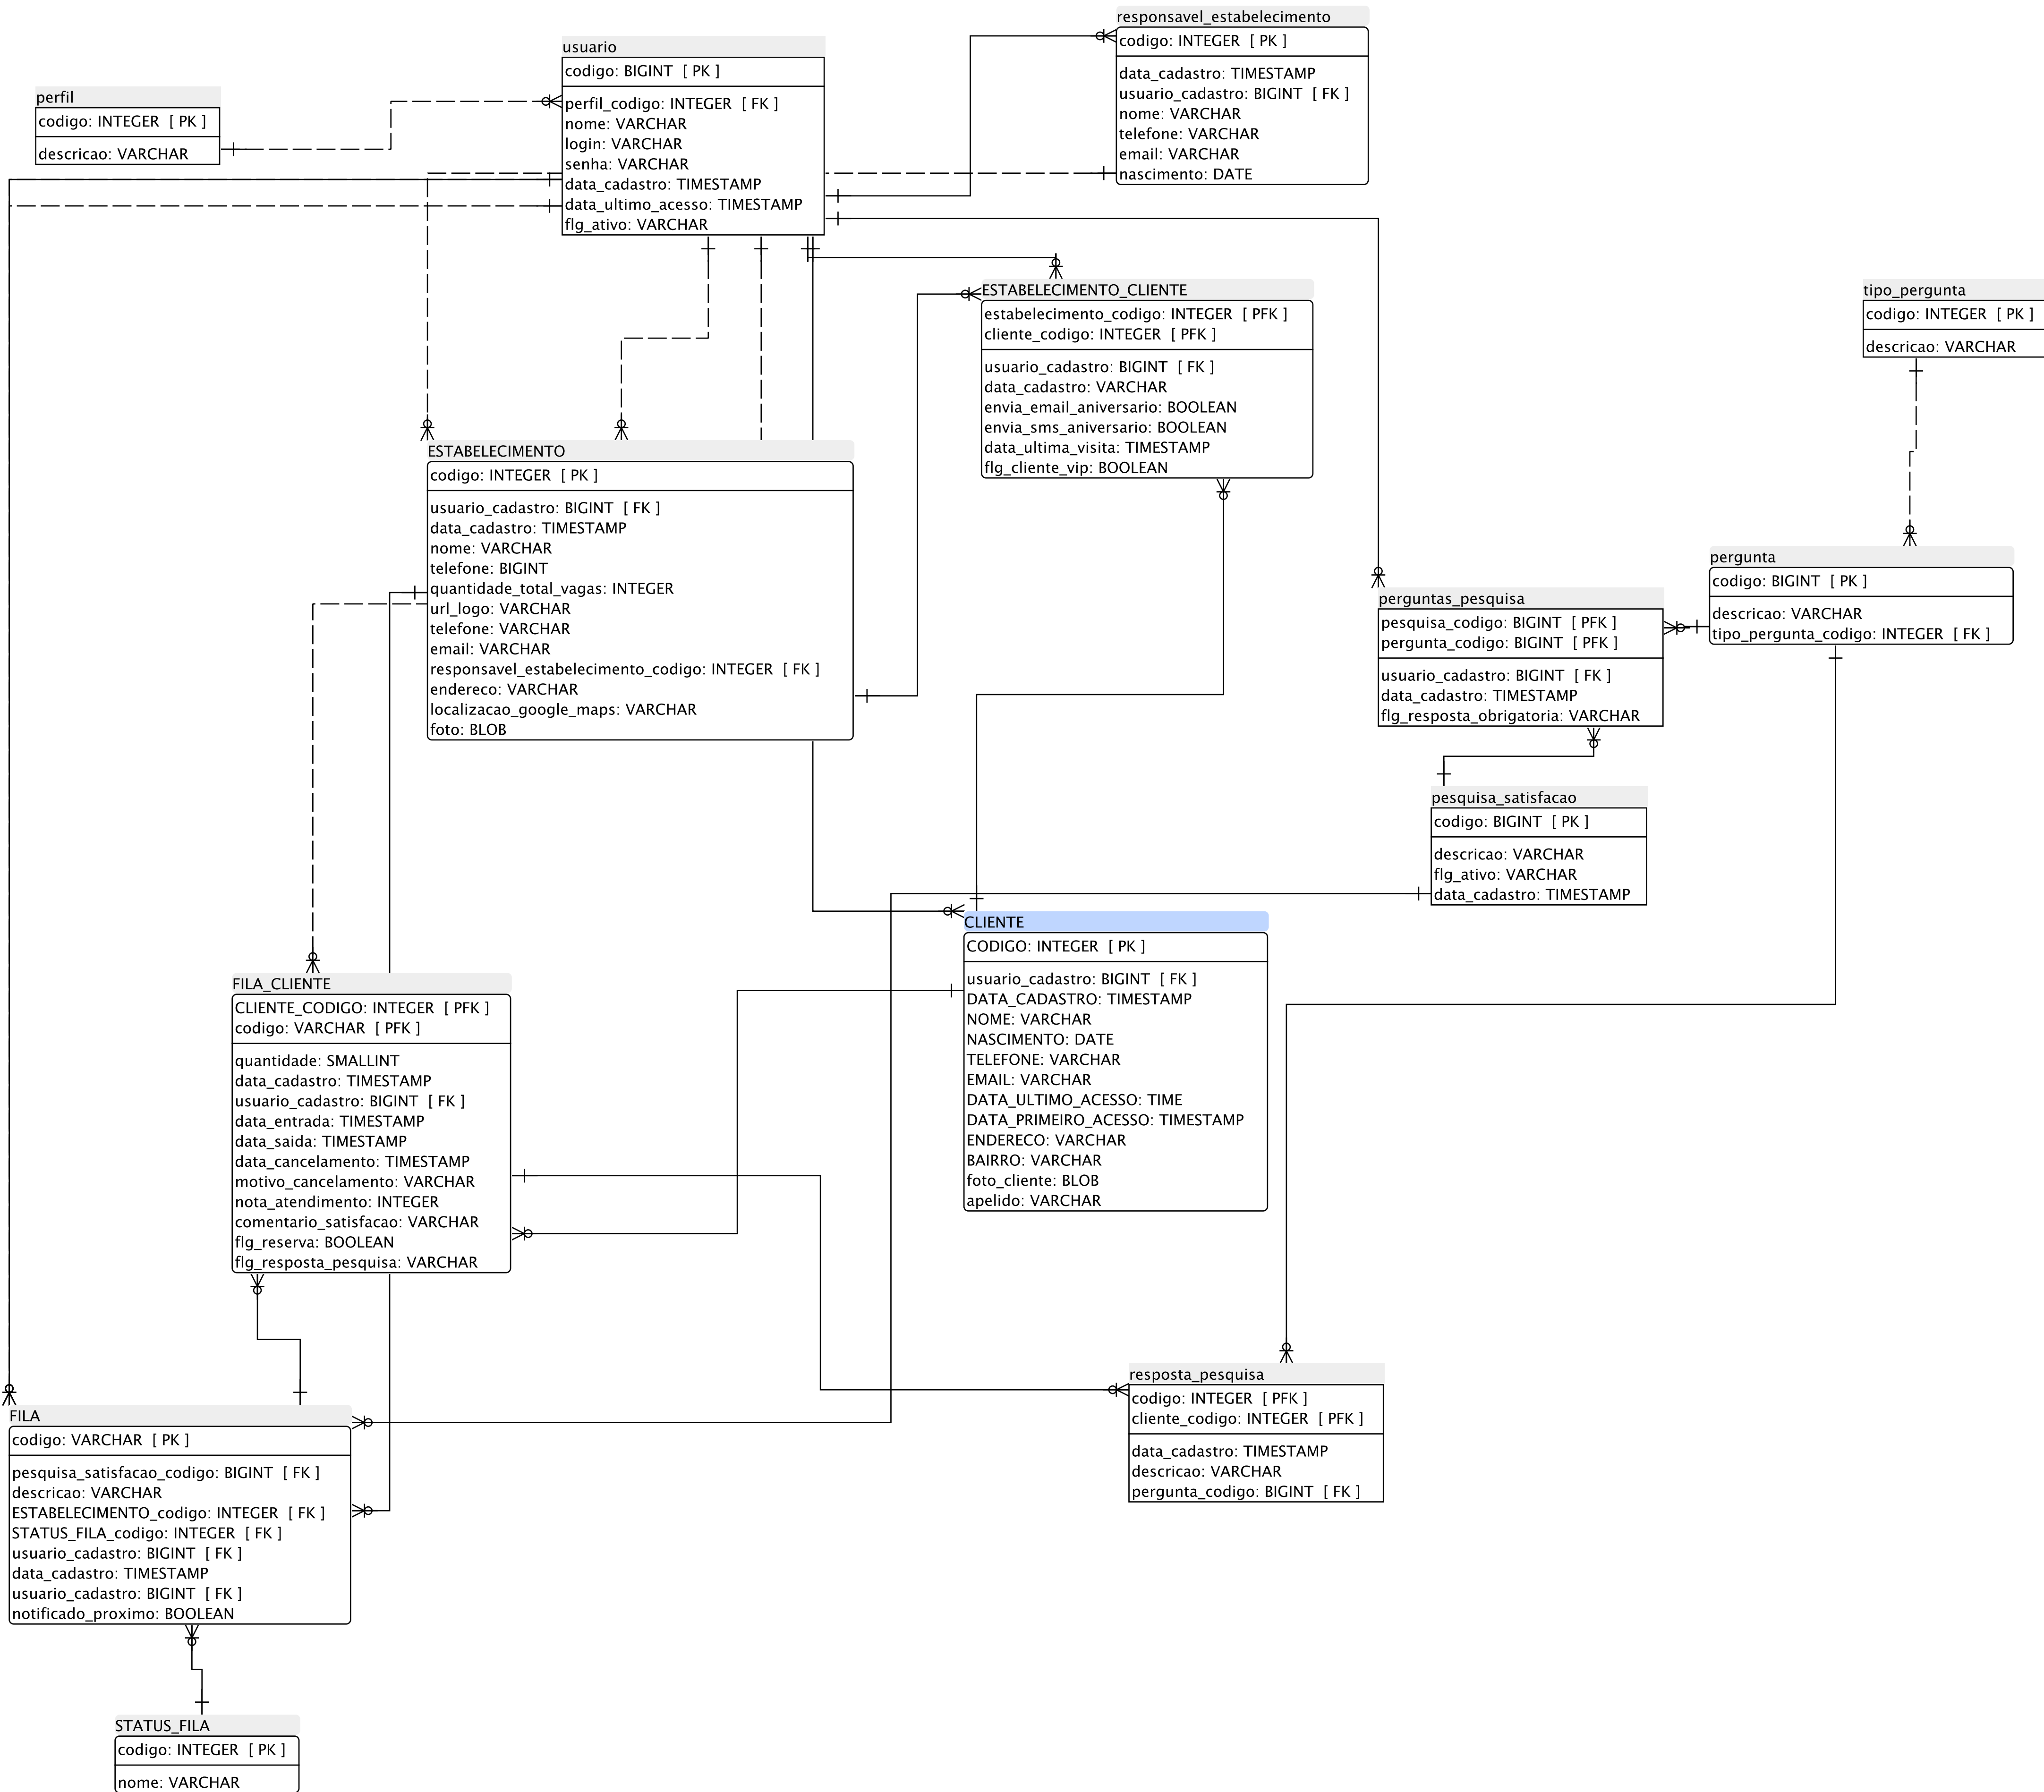 responsavel_estabelecimento
codigo: INTEGER [ PK ]
data_cadastro: TIMESTAMP
usuario_cadastro: BIGINT [ FK ]
nome: VARCHAR
telefone: VARCHAR
email: VARCHAR
nascimento: DATE
usuario
codigo: BIGINT [ PK ]
perfil_codigo: INTEGER [ FK ]
nome: VARCHAR
login: VARCHAR
senha: VARCHAR
data_cadastro: TIMESTAMP
data_ultimo_acesso: TIMESTAMP
flg_ativo: VARCHAR
perfil
codigo: INTEGER [ PK ]
descricao: VARCHAR
ESTABELECIMENTO_CLIENTE
estabelecimento_codigo: INTEGER [ PFK ]
cliente_codigo: INTEGER [ PFK ]
usuario_cadastro: BIGINT [ FK ]
data_cadastro: VARCHAR
envia_email_aniversario: BOOLEAN
envia_sms_aniversario: BOOLEAN
data_ultima_visita: TIMESTAMP
flg_cliente_vip: BOOLEAN
tipo_pergunta
codigo: INTEGER [ PK ]
descricao: VARCHAR
ESTABELECIMENTO
codigo: INTEGER [ PK ]
usuario_cadastro: BIGINT [ FK ]
data_cadastro: TIMESTAMP
nome: VARCHAR
telefone: BIGINT
quantidade_total_vagas: INTEGER
url_logo: VARCHAR
telefone: VARCHAR
email: VARCHAR
responsavel_estabelecimento_codigo: INTEGER [ FK ]
endereco: VARCHAR
localizacao_google_maps: VARCHAR
foto: BLOB
pergunta
codigo: BIGINT [ PK ]
descricao: VARCHAR
tipo_pergunta_codigo: INTEGER [ FK ]
perguntas_pesquisa
pesquisa_codigo: BIGINT [ PFK ]
pergunta_codigo: BIGINT [ PFK ]
usuario_cadastro: BIGINT [ FK ]
data_cadastro: TIMESTAMP
flg_resposta_obrigatoria: VARCHAR
pesquisa_satisfacao
codigo: BIGINT [ PK ]
descricao: VARCHAR
flg_ativo: VARCHAR
data_cadastro: TIMESTAMP
CLIENTE
CODIGO: INTEGER [ PK ]
usuario_cadastro: BIGINT [ FK ]
DATA_CADASTRO: TIMESTAMP
NOME: VARCHAR
NASCIMENTO: DATE
TELEFONE: VARCHAR
EMAIL: VARCHAR
DATA_ULTIMO_ACESSO: TIME
DATA_PRIMEIRO_ACESSO: TIMESTAMP
ENDERECO: VARCHAR
BAIRRO: VARCHAR
foto_cliente: BLOB
apelido: VARCHAR
FILA_CLIENTE
CLIENTE_CODIGO: INTEGER [ PFK ]
codigo: VARCHAR [ PFK ]
quantidade: SMALLINT
data_cadastro: TIMESTAMP
usuario_cadastro: BIGINT [ FK ]
data_entrada: TIMESTAMP
data_saida: TIMESTAMP
data_cancelamento: TIMESTAMP
motivo_cancelamento: VARCHAR
nota_atendimento: INTEGER
comentario_satisfacao: VARCHAR
flg_reserva: BOOLEAN
flg_resposta_pesquisa: VARCHAR
resposta_pesquisa
codigo: INTEGER [ PFK ]
cliente_codigo: INTEGER [ PFK ]
data_cadastro: TIMESTAMP
descricao: VARCHAR
pergunta_codigo: BIGINT [ FK ]
FILA
codigo: VARCHAR [ PK ]
pesquisa_satisfacao_codigo: BIGINT [ FK ]
descricao: VARCHAR
ESTABELECIMENTO_codigo: INTEGER [ FK ]
STATUS_FILA_codigo: INTEGER [ FK ]
usuario_cadastro: BIGINT [ FK ]
data_cadastro: TIMESTAMP
usuario_cadastro: BIGINT [ FK ]
notificado_proximo: BOOLEAN
STATUS_FILA
codigo: INTEGER [ PK ]
nome: VARCHAR